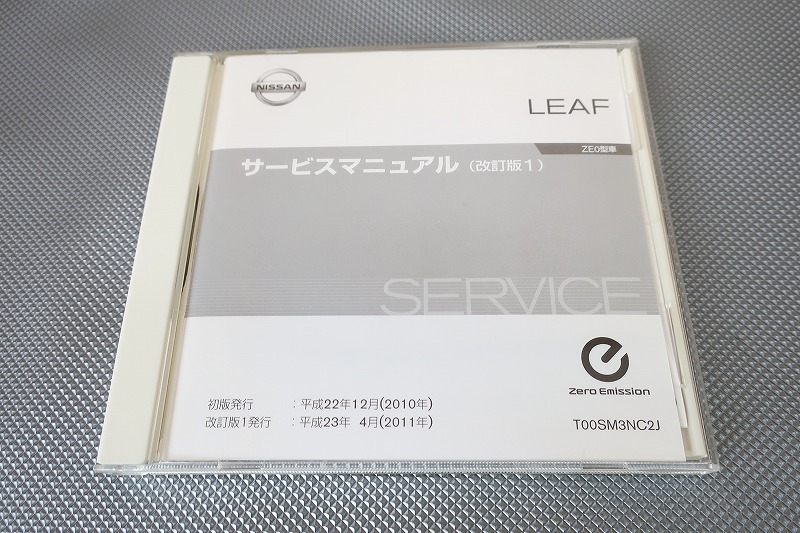 NISSAN
LEAF
ZE0型車
サービスマニュアル（改訂版１）
SERVICE
Zero Emission
初版発行 ：平成22年12月(2010年)
改訂版1発行 ：平成23年 4月(2011年)
T00SM3NC2J